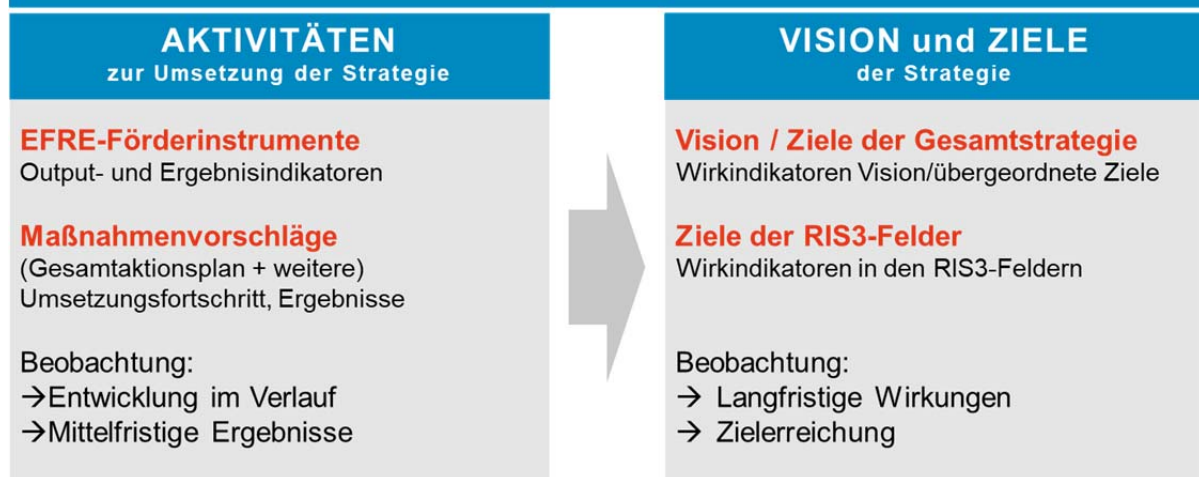 AKTIVITÄTEN
zur Umsetzung der Strategie
EFRE-Förderinstrumente
Output- und Ergebnisindikatoren
Maßnahmenvorschläge
(Gesamtaktionsplan + weitere)
Umsetzungsfortschritt, Ergebnisse
Beobachtung:
→Entwicklung im Verlauf
→Mittelfristige Ergebnisse
VISION und ZIELE
der Strategie
Vision / Ziele der Gesamtstrategie
Wirkindikatoren Vision/übergeordnete Ziele
Ziele der RIS3-Felder
Wirkindikatoren in den RIS3-Feldern
Beobachtung:
→ Langfristige Wirkungen
→ Zielerreichung